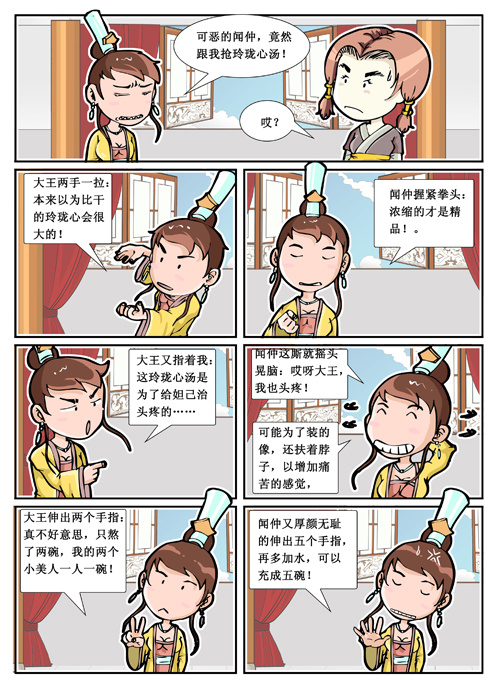 可恶的闻仲，竟然
跟我抢玲珑心汤！
哎？
大王两手一拉：
本来以为比干
的玲珑心会很
大的！
闻仲握紧拳头：
浓缩的才是精
品！。
大王又指着我：
这玲珑心汤是
为了给妲己治
头疼的……
闻仲这厮就摇头
晃脑：哎呀大王，
我也头疼！
可能为了装的
像，还扶着脖
子，以增加痛
苦的感觉，
大王伸出两个手指：
真不好意思，只熬
了两碗，我的两个
小美人一人一碗！
闻仲又厚颜无耻
的伸出五个手指，
再多加水，可以
充成五碗！